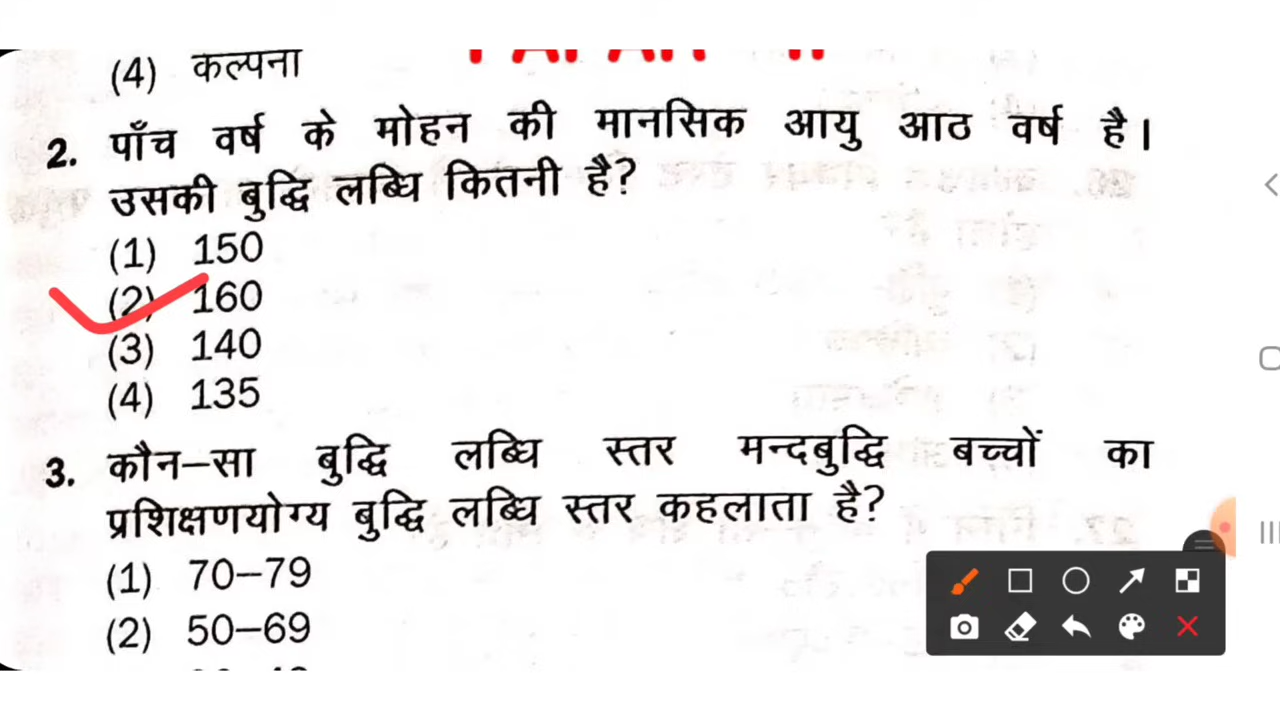 (4) कल्पना
2. पाँच वर्ष के मोहन की मानसिक आयु आठ वर्ष है।
उसकी बुद्धि लब्धि कितनी है?
(1) 150
(2) 160
(3) 140
(4) 135
3. कौन-सा बुद्धि लब्धि स्तर मन्दबुद्धि बच्चों का
प्रशिक्षणयोग्य बुद्धि लब्धि स्तर कहलाता है?
(1) 70-79
(2) 50-69